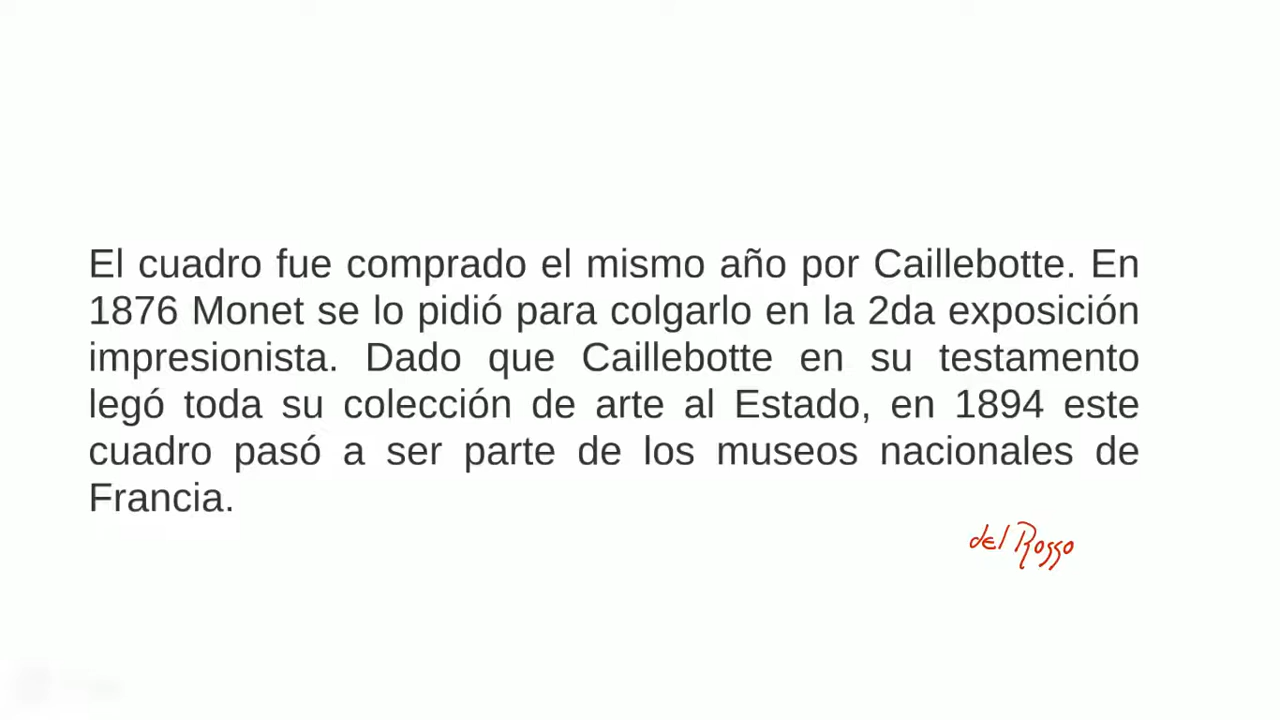 El cuadro fue comprado el mismo año por Caillebotte. En
1876 Monet se lo pidió para colgarlo en la 2da exposición
impresionista. Dado que Caillebotte en su testamento
legó toda su colección de arte al Estado, en 1894 este
cuadro pasó a ser parte de los museos nacionales de
Francia.
del Rosso